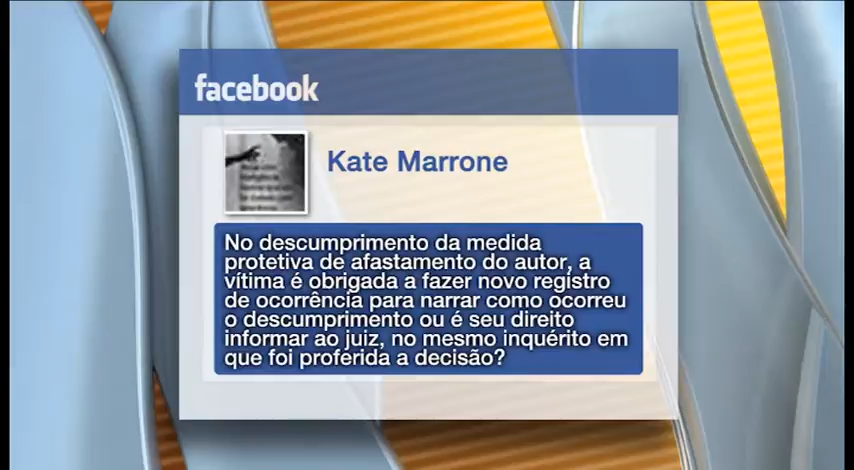 facebook
Kate Marrone
No descumprimento da medida
protetiva de afastamento do autor, a
vítima é obrigada a fazer novo registro
de ocorrência para narrar como ocorreu
o descumprimento ou é seu direito
informar ao juiz, no mesmo inquérito em
que foi proferida a decisão?